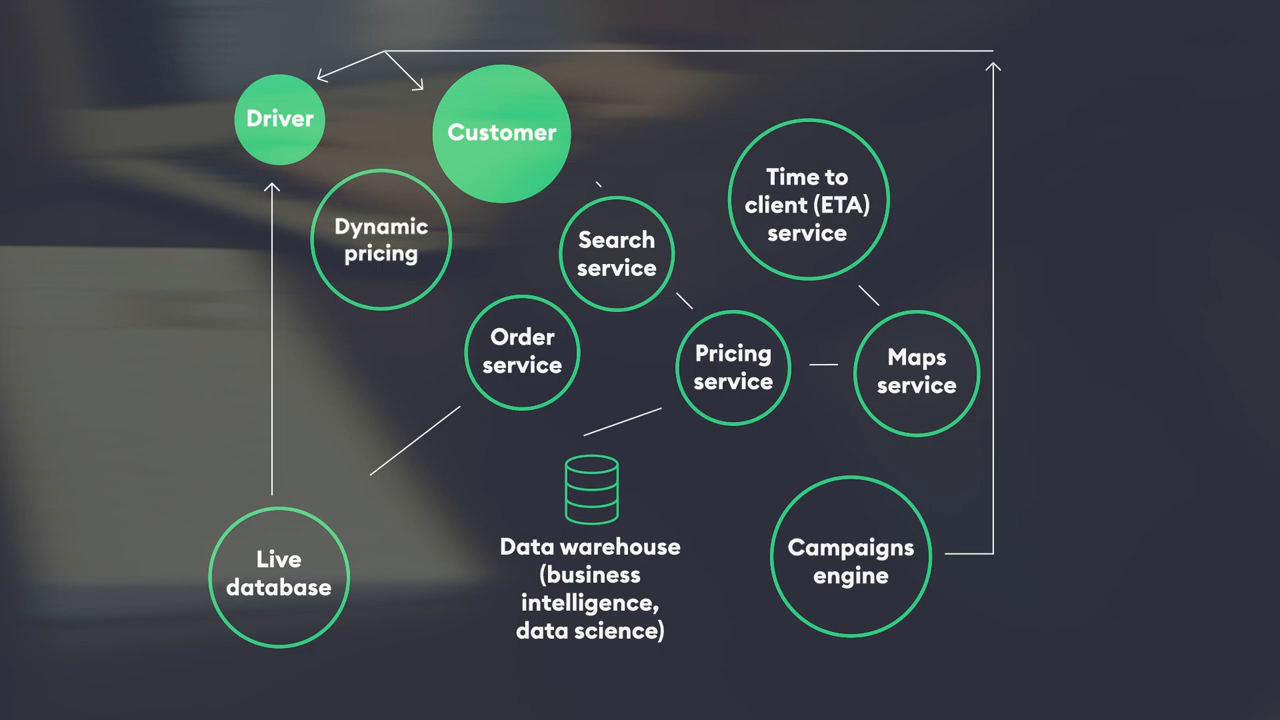 Driver
Customer
Time to
client (ETA)
service
Dynamic
pricing
Search
service
Order
service
Pricing
service
Maps
service
Live
database
Data warehouse
(business
intelligence,
data science)
Campaigns
engine